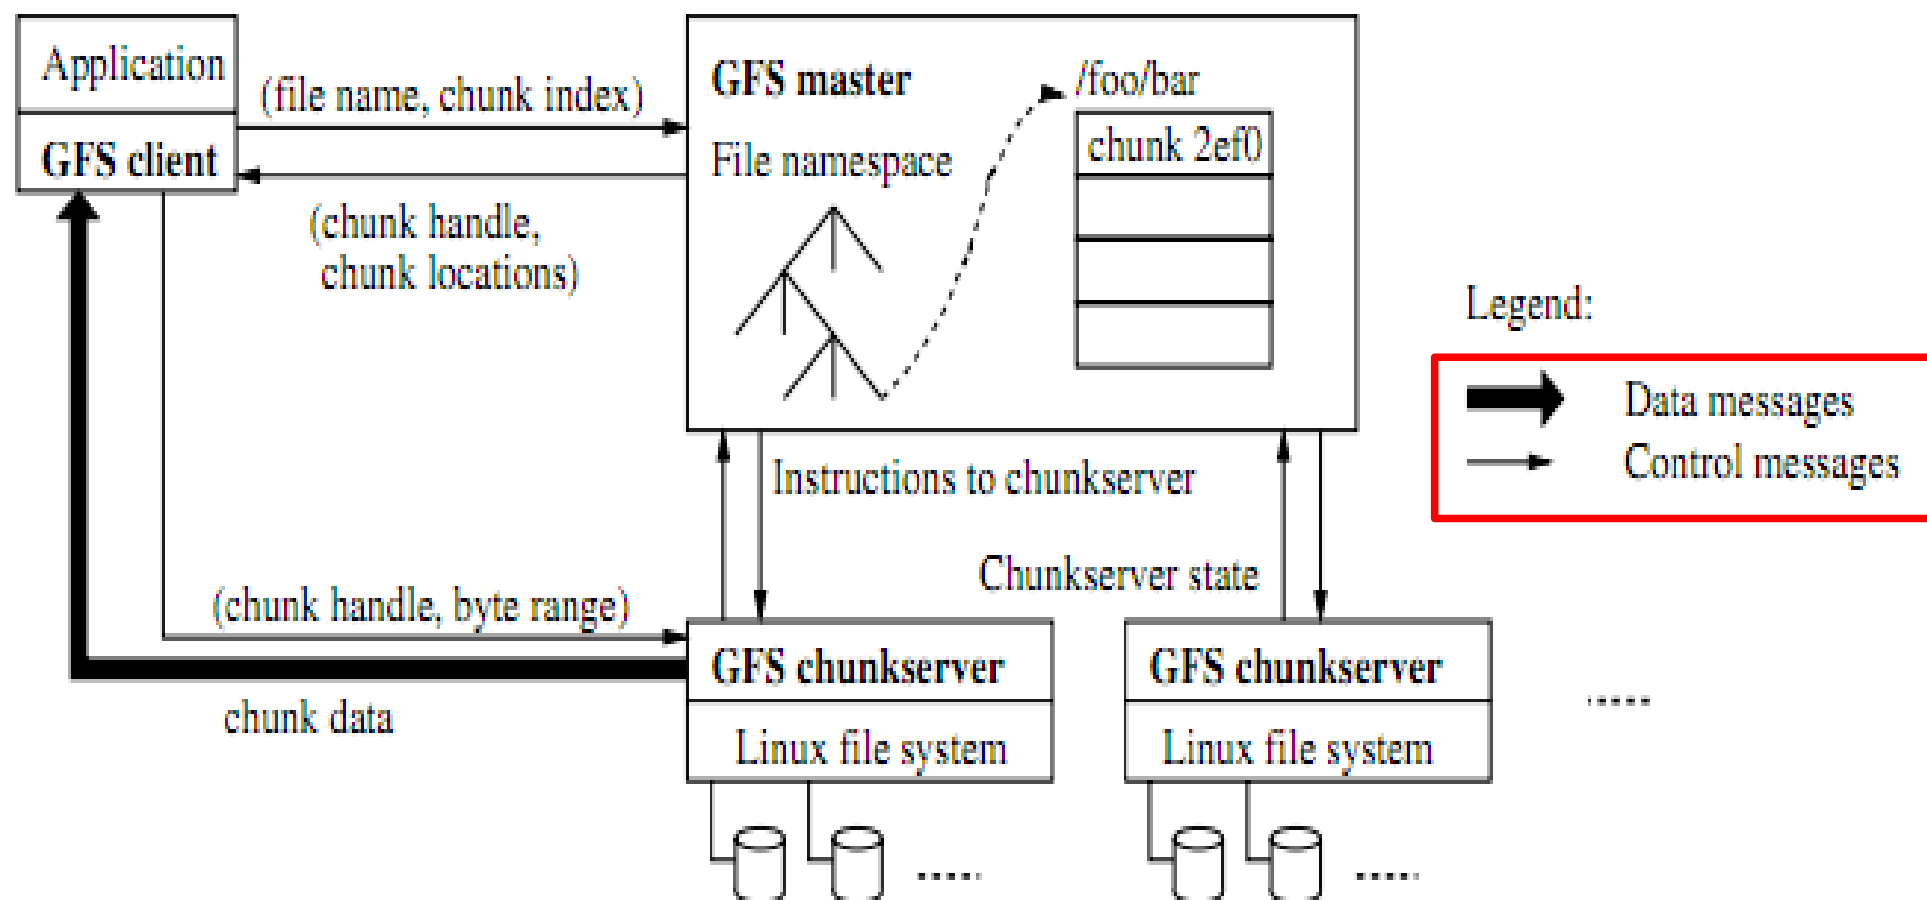 Application
GFS client
(file name, chunk index)
(chunk handle,
chunk locations)
GFS master
File namespace
/foo/bar
chunk 2ef0
Legend:
Data messages
Control messages
Instructions to chunkserver
Chunkserver state
(chunk handle, byte range)
chunk data
GFS chunkserver
Linux file system
.....
GFS chunkserver
Linux file system
.....
.....